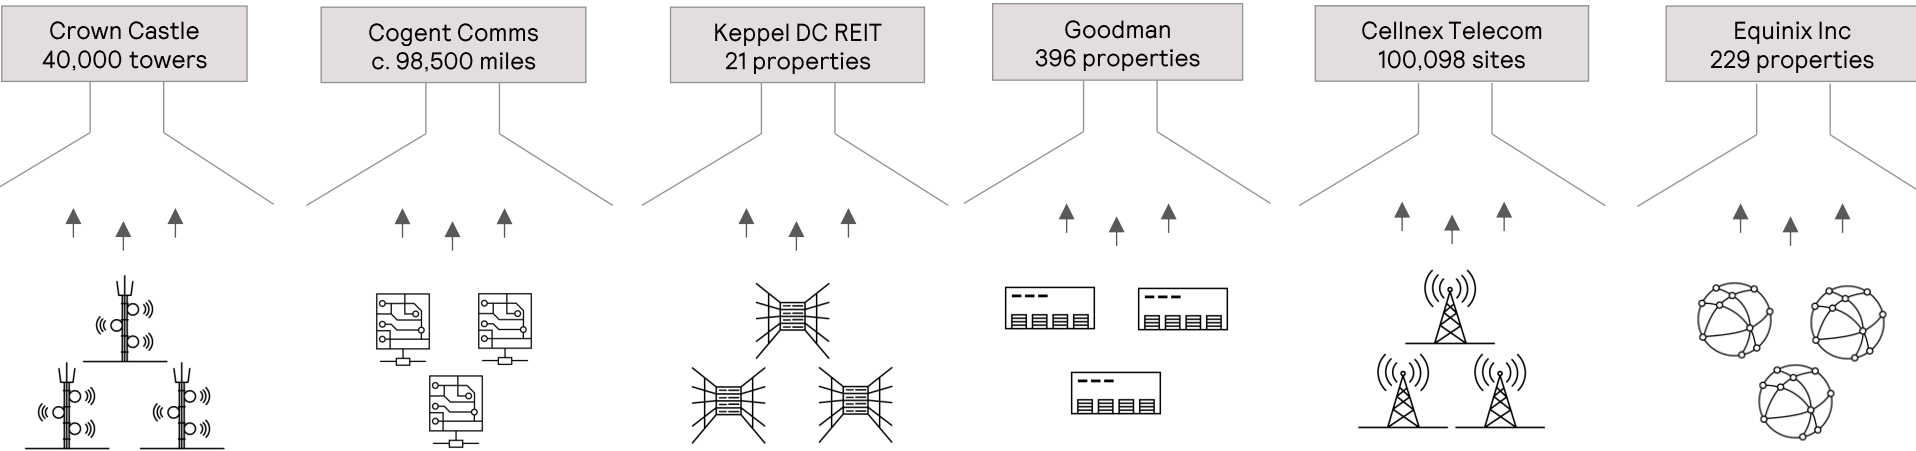 Crown Castle
40,000 towers
Cogent Comms
c. 98,500 miles
Keppel DC REIT
21 properties
Goodman
396 properties
Cellnex Telecom
100,098 sites
Equinix Inc
229 properties